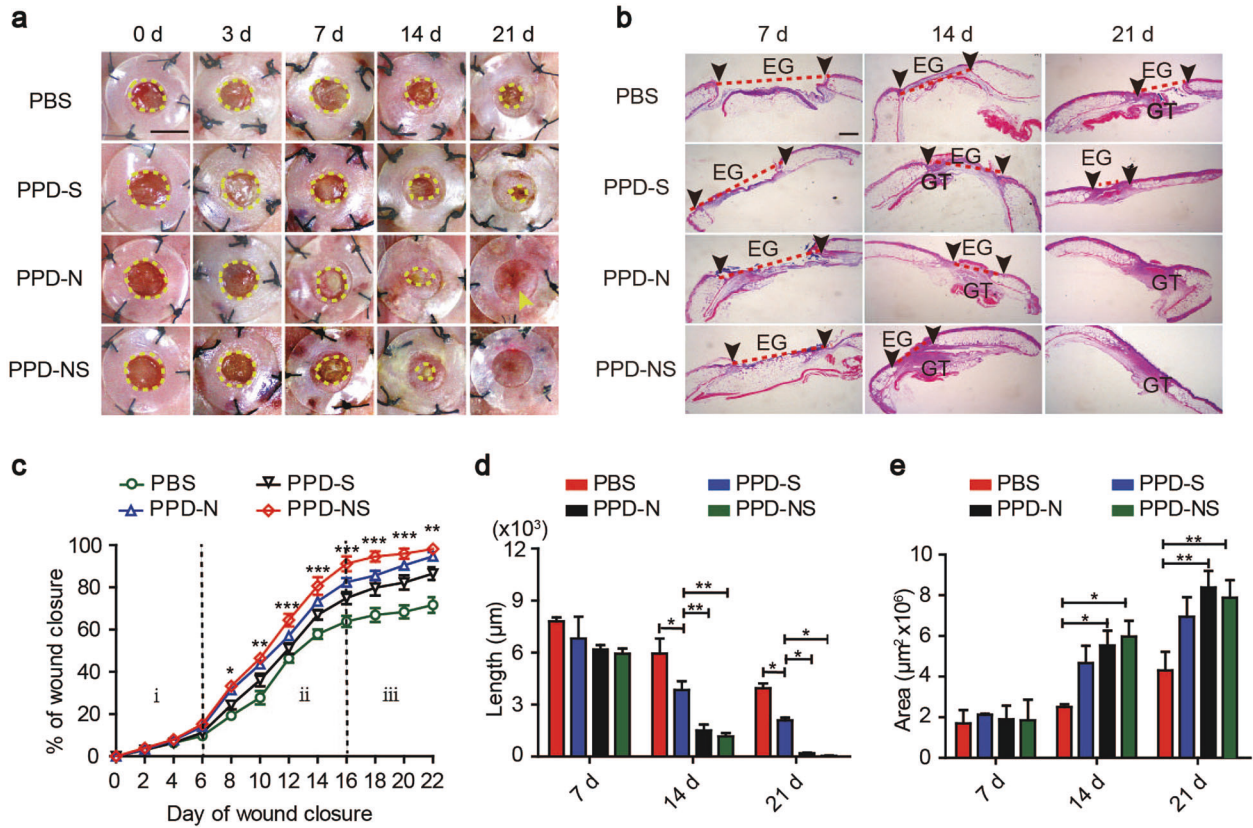 a
0 d 3 d 7 d 14 d 21 d
PBS
PPD-S
PPD-N
PPD-NS
b
7 d 14 d 21 d
PBS
EG EG EG
GT
PPD-S
EG EG EG
GT
PPD-N
EG EG
GT GT
PPD-NS
EG EG
GT GT
c
PBS PPD-S
PPD-N PPD-NS
% of wound closure
100
80
60
40
20
0
* ** *** *** *** *** *** **
i ii iii
0 2 4 6 8 10 12 14 16 18 20 22
Day of wound closure
d
PBS PPD-S
PPD-N PPD-NS
(x10³)
Length (µm)
12
9
6
3
0
** ** *
* * *
7 d 14 d 21 d
e
PBS PPD-S
PPD-N PPD-NS
Area (µm² x10⁶)
10
8
6
4
2
0
* *
** **
7 d 14 d 21 d